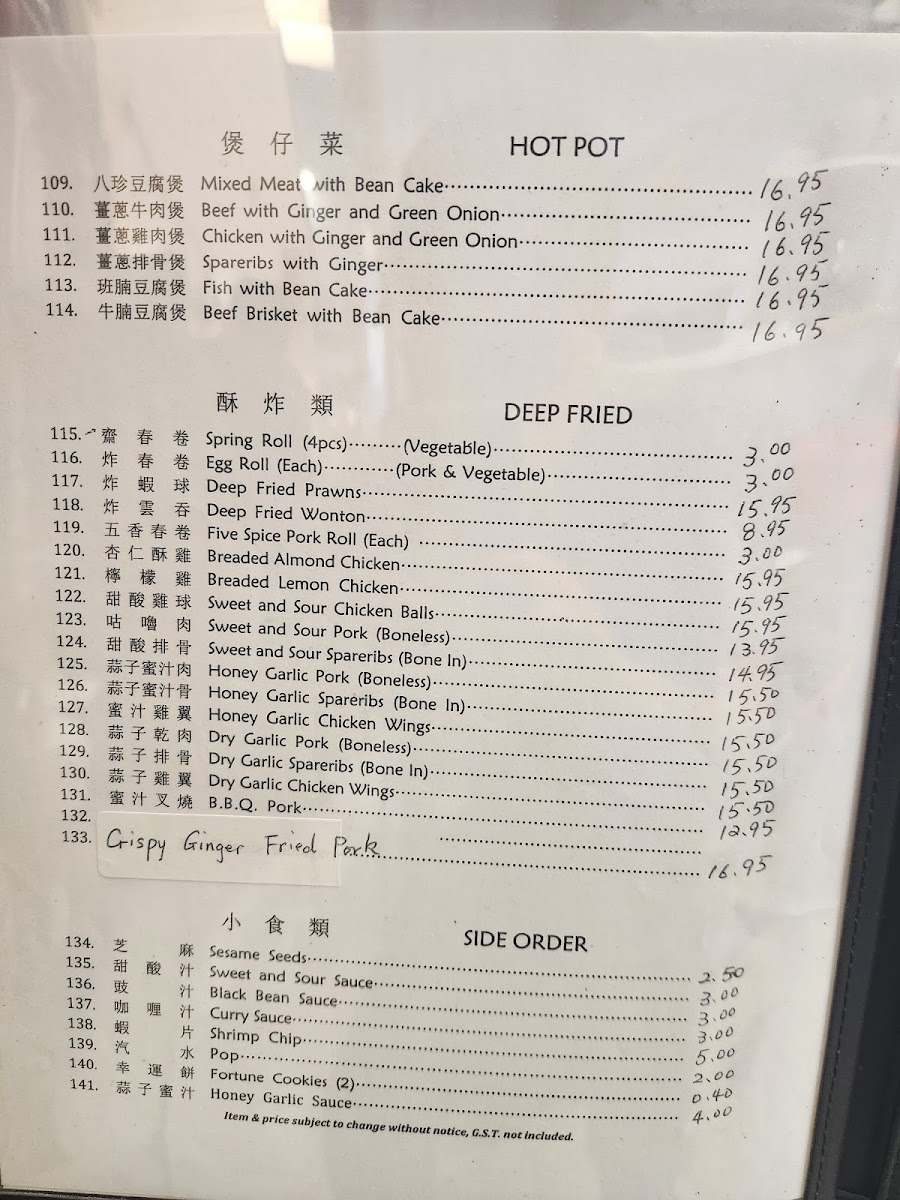 煲仔菜 HOT POT
109. 八珍豆腐煲 Mixed Meat with Bean Cake 16.95
110. 薑蔥牛肉煲 Beef with Ginger and Green Onion 16.95
111. 薑蔥雞肉煲 Chicken with Ginger and Green Onion 16.95
112. 薑蔥排骨煲 Spareribs with Ginger 16.95
113. 班腩豆腐煲 Fish with Bean Cake 16.95
114. 牛腩豆腐煲 Beef Brisket with Bean Cake 16.95
酥炸類 DEEP FRIED
115. 齋春卷 Spring Roll (4pcs) (Vegetable) 3.00
116. 炸春卷 Egg Roll (Each) (Pork & Vegetable) 3.00
117. 炸蝦球 Deep Fried Prawns 15.95
118. 炸雲吞 Deep Fried Wonton 8.95
119. 五香春卷 Five Spice Pork Roll (Each) 3.00
120. 杏仁酥雞 Breaded Almond Chicken 15.95
121. 檸檬雞 Breaded Lemon Chicken 15.95
122. 甜酸雞球 Sweet and Sour Chicken Balls 15.95
123. 咕嚕肉 Sweet and Sour Pork (Boneless) 13.95
124. 甜酸排骨 Sweet and Sour Spareribs (Bone In) 14.95
125. 蒜子蜜汁肉 Honey Garlic Pork (Boneless) 15.50
126. 蒜子蜜汁骨 Honey Garlic Spareribs (Bone In) 15.50
127. 蜜汁雞翼 Honey Garlic Chicken Wings 15.50
128. 蒜子乾肉 Dry Garlic Pork (Boneless) 15.50
129. 蒜子排骨 Dry Garlic Spareribs (Bone In) 15.50
130. 蒜子雞翼 Dry Garlic Chicken Wings 15.50
131. 蜜汁叉燒 B.B.Q. Pork 12.95
132.
133. Crispy Ginger Fried Pork 16.95
小食類 SIDE ORDER
134. 芝麻 Sesame Seeds 2.50
135. 甜酸汁 Sweet and Sour Sauce 3.00
136. 豉汁 Black Bean Sauce 3.00
137. 咖喱汁 Curry Sauce 3.00
138. 蝦片 Shrimp Chip 5.00
139. 汽水 Pop 2.00
140. 幸運餅 Fortune Cookies (2) 0.40
141. 蒜子蜜汁 Honey Garlic Sauce 4.00
Item & price subject to change without notice, G.S.T. not included.